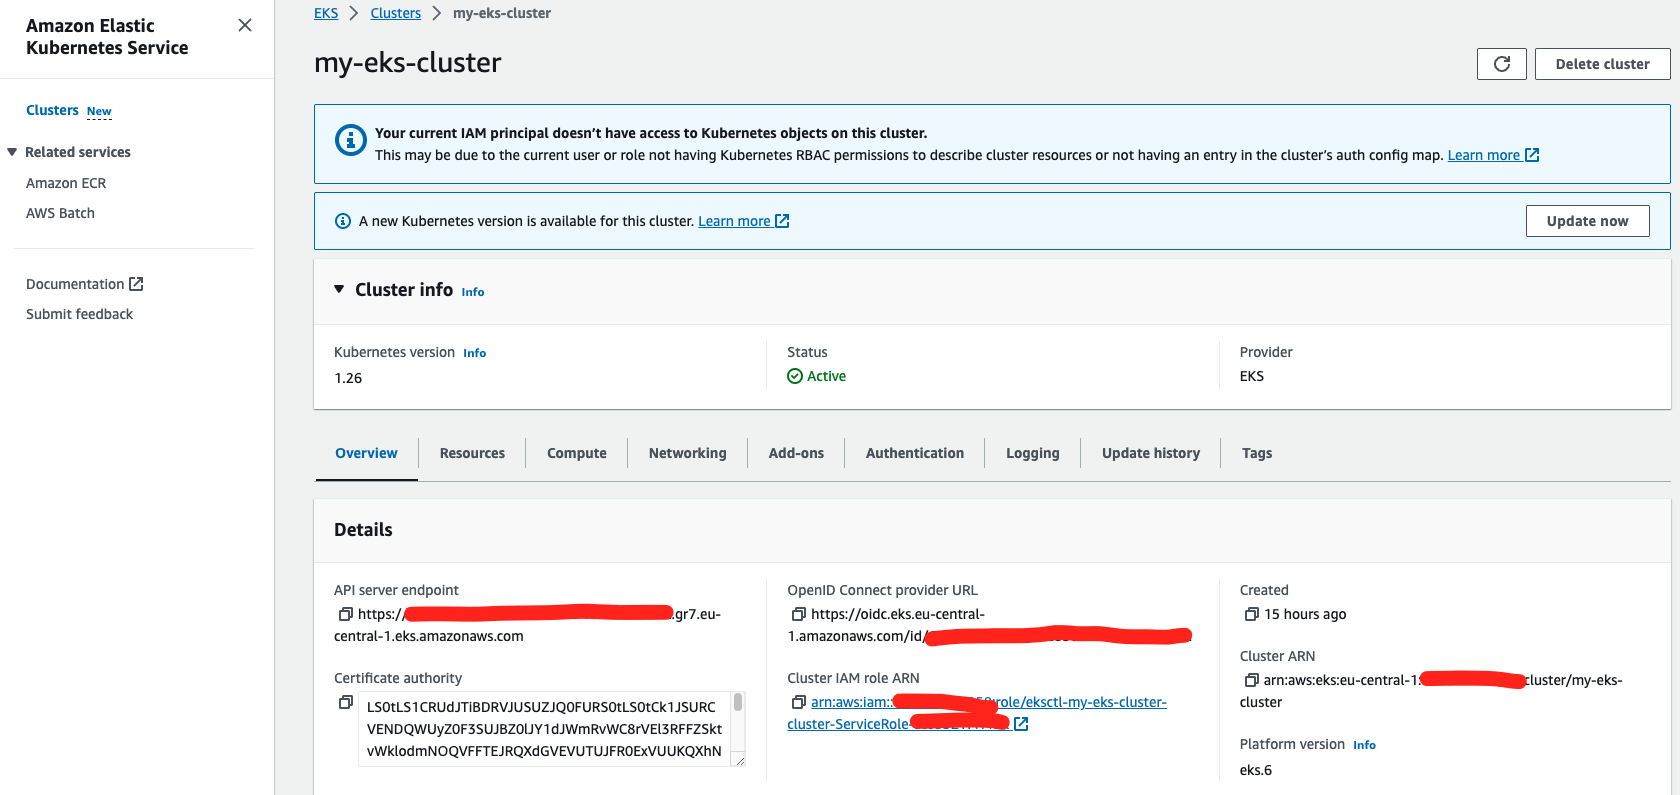 Amazon Elastic
Kubernetes Service
Clusters New
Related services
Amazon ECR
AWS Batch
Documentation
Submit feedback
EKS > Clusters > my-eks-cluster
my-eks-cluster
Delete cluster
Your current IAM principal doesn’t have access to Kubernetes objects on this cluster.
This may be due to the current user or role not having Kubernetes RBAC permissions to describe cluster resources or not having an entry in the cluster’s auth config map. Learn more
A new Kubernetes version is available for this cluster. Learn more
Update now
Cluster info Info
Kubernetes version Info
1.26
Status
Active
Provider
EKS
Overview Resources Compute Networking Add-ons Authentication Logging Update history Tags
Details
API server endpoint
https:/ .gr7.eu-
central-1.eks.amazonaws.com
Certificate authority
LS0tLS1CRUdJTiBDRVJUSUZJQ0FURS0tLS0tCk1JSURC
VENDQWUyZ0F3SUJBZ0lJY1dJWmRvWC8rVEl3RFFZSkt
vWklodmNOQVFFTEJRQXdGVEVUTUJFR0ExVUUKQXhN
OpenID Connect provider URL
https://oidc.eks.eu-central-
1.amazonaws.com/id/
Cluster IAM role ARN
arn:aws:iam:: role/eksctl-my-eks-cluster-
cluster-ServiceRole-
Created
15 hours ago
Cluster ARN
arn:aws:eks:eu-central-1: cluster/my-eks-
cluster
Platform version Info
eks.6